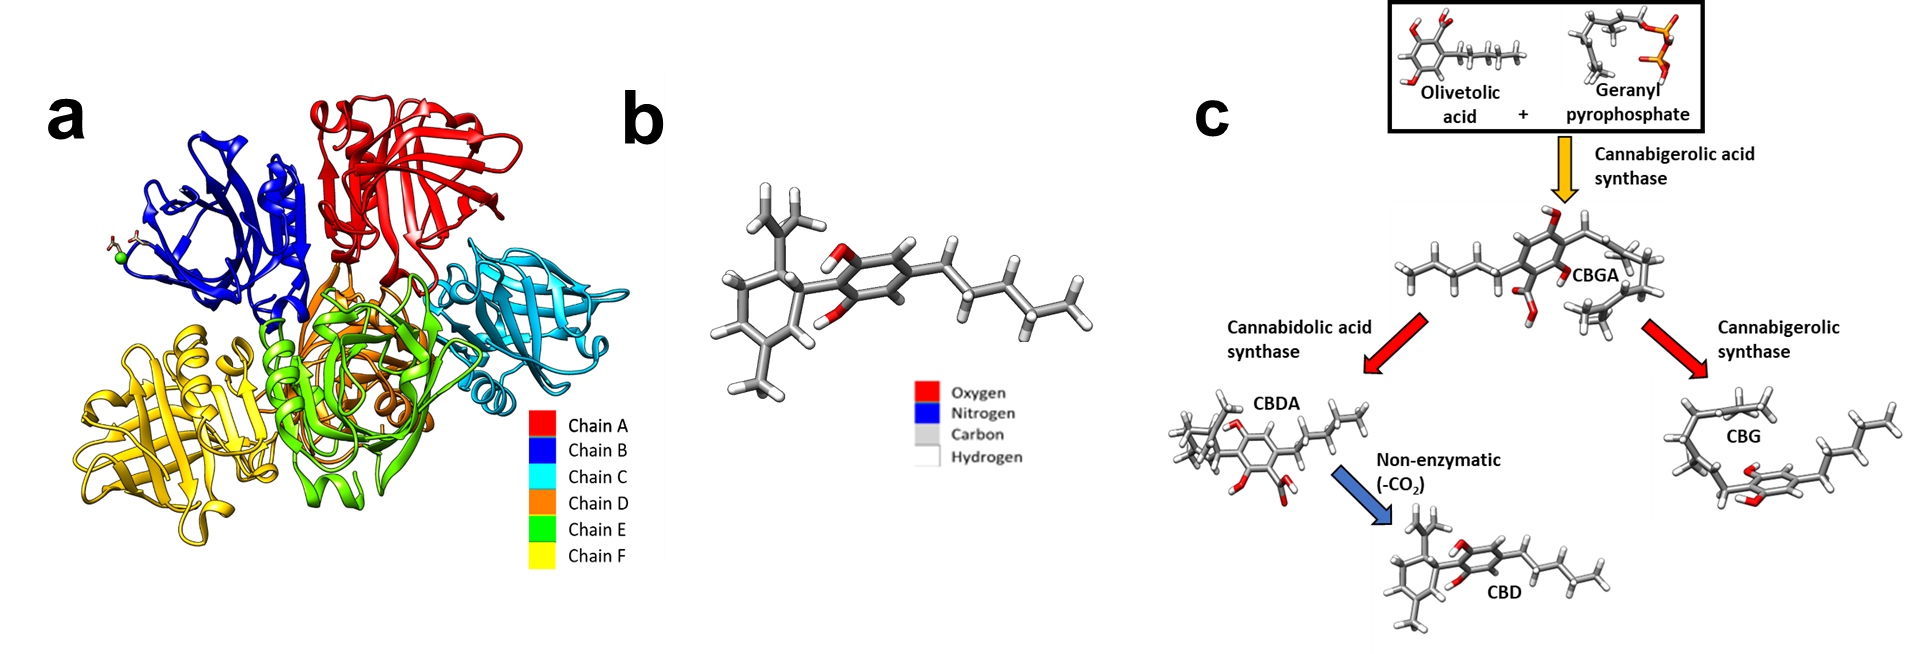 a
Chain A
Chain B
Chain C
Chain D
Chain E
Chain F
b
Oxygen
Nitrogen
Carbon
Hydrogen
c
Olivetolic
acid
+
Geranyl
pyrophosphate
Cannabigerolic acid
synthase
CBGA
Cannabidolic acid
synthase
Cannabigerolic
synthase
CBDA
CBG
Non-enzymatic
(-CO₂)
CBD